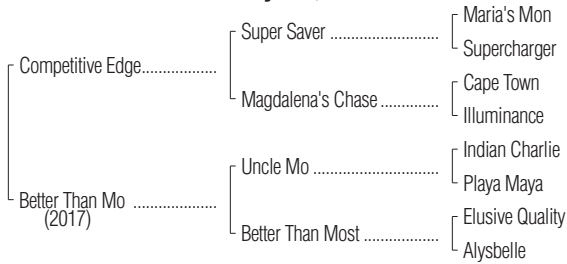 Maria's Mon
Super Saver ......................
Supercharger
Competitive Edge.................
Cape Town
Magdalena's Chase ..............
Illuminance
Indian Charlie
Uncle Mo .........................
Playa Maya
Better Than Mo ...................
(2017)
Elusive Quality
Better Than Most .................
Alysbelle